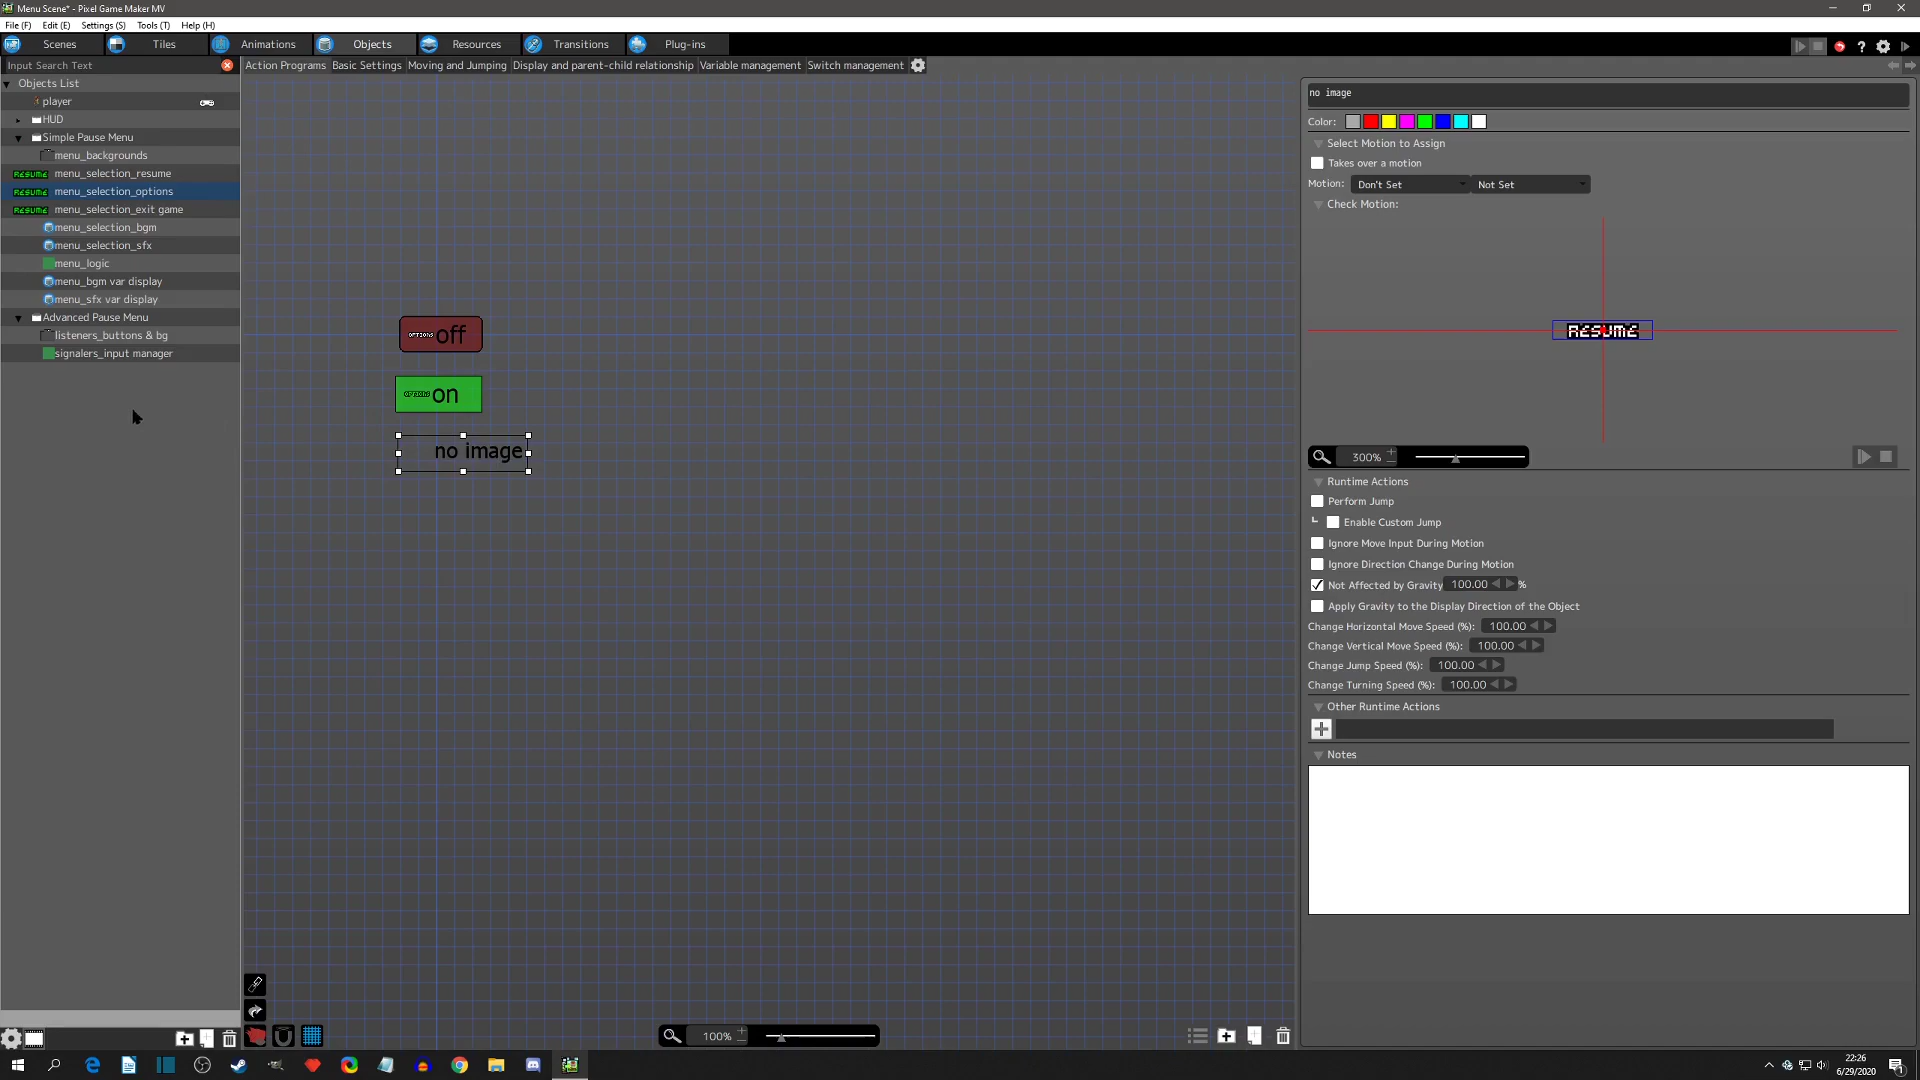 Menu Scene* - Pixel Game Maker MV
File (F) Edit (E) Settings (S) Tools (T) Help (H)
Scenes Tiles Animations Objects Resources Transitions Plug-ins
Input Search Text
Action Programs Basic Settings Moving and Jumping Display and parent-child relationship Variable management Switch management
Objects List
player
HUD
Simple Pause Menu
menu_backgrounds
RESUME menu_selection_resume
RESUME menu_selection_options
RESUME menu_selection_exit game
menu_selection_bgm
menu_selection_sfx
menu_logic
menu_bgm var display
menu_sfx var display
Advanced Pause Menu
listeners_buttons & bg
signalers_input manager
OPTIONS off
OPTIONS on
no image
no image
Color:
Select Motion to Assign
Takes over a motion
Motion: Don't Set Not Set
Check Motion:
RESUME
300%
Runtime Actions
Perform Jump
Enable Custom Jump
Ignore Move Input During Motion
Ignore Direction Change During Motion
Not Affected by Gravity 100.00 %
Apply Gravity to the Display Direction of the Object
Change Horizontal Move Speed (%): 100.00
Change Vertical Move Speed (%): 100.00
Change Jump Speed (%): 100.00
Change Turning Speed (%): 100.00
Other Runtime Actions
Notes
100%
22:26
6/29/2020